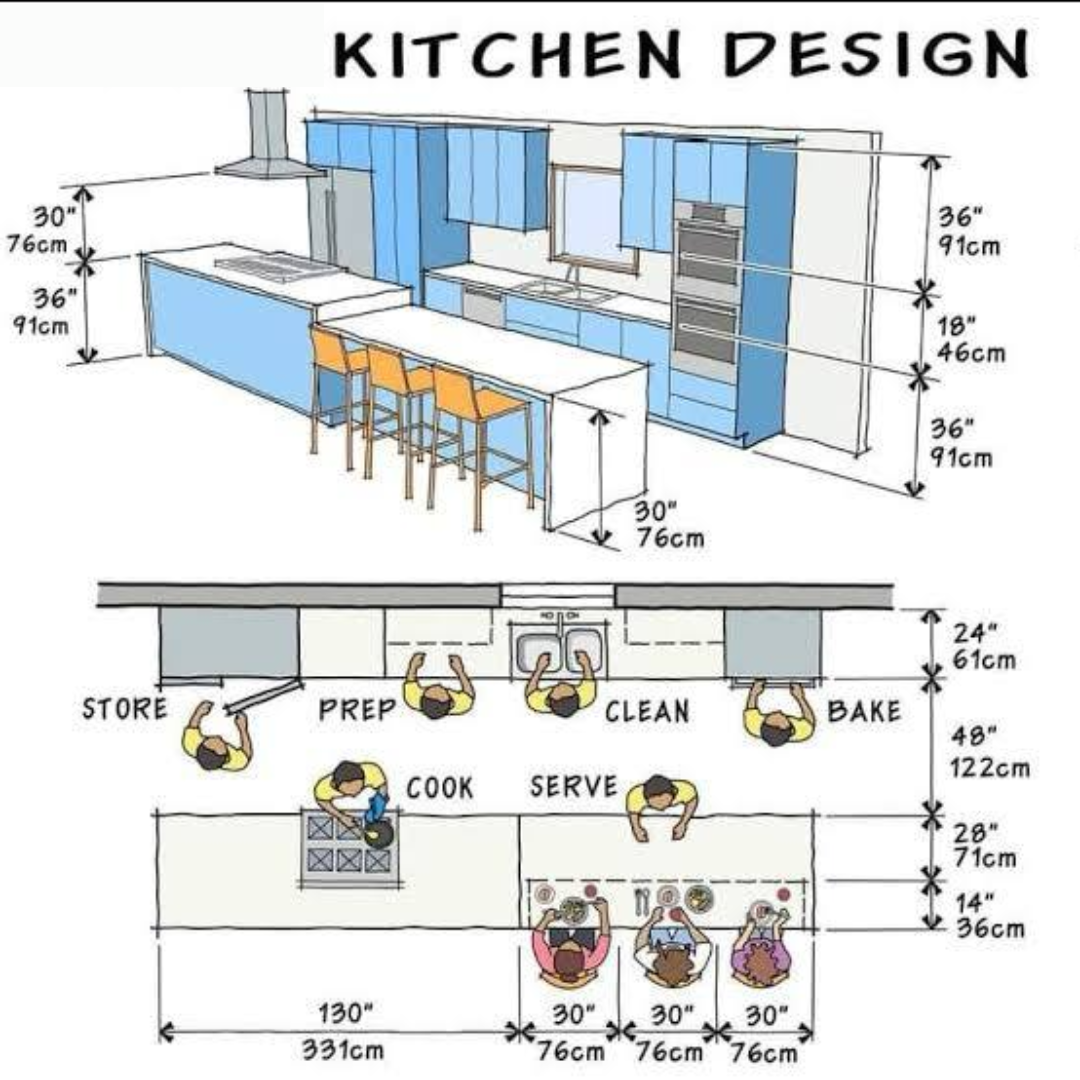 KITCHEN DESIGN
30"
76cm
36"
91cm
36"
91cm
18"
46cm
36"
91cm
30"
76cm
24"
61cm
STORE
PREP
CLEAN
BAKE
48"
122cm
COOK
SERVE
28"
71cm
14"
36cm
130"
331cm
30"
76cm
30"
76cm
30"
76cm